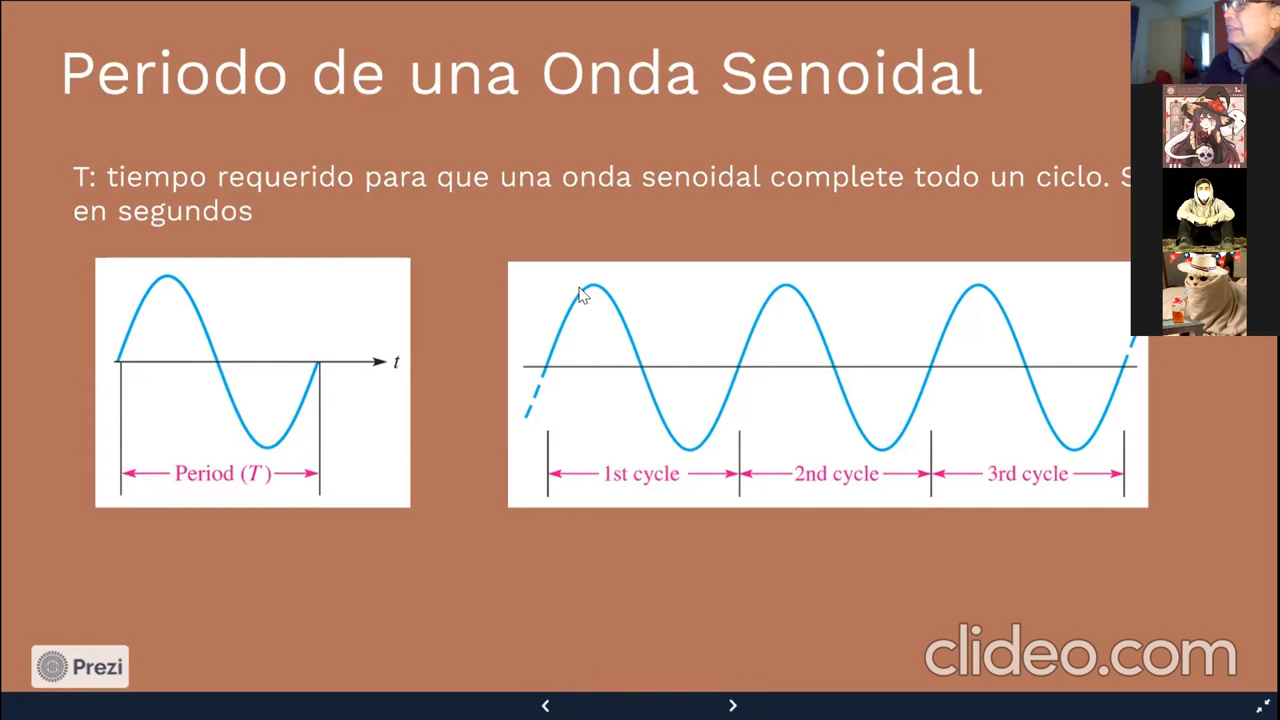 Periodo de una Onda Senoidal
T: tiempo requerido para que una onda senoidal complete todo un ciclo.
en segundos
t
Period (T)
1st cycle
2nd cycle
3rd cycle
Prezi
clideo.com